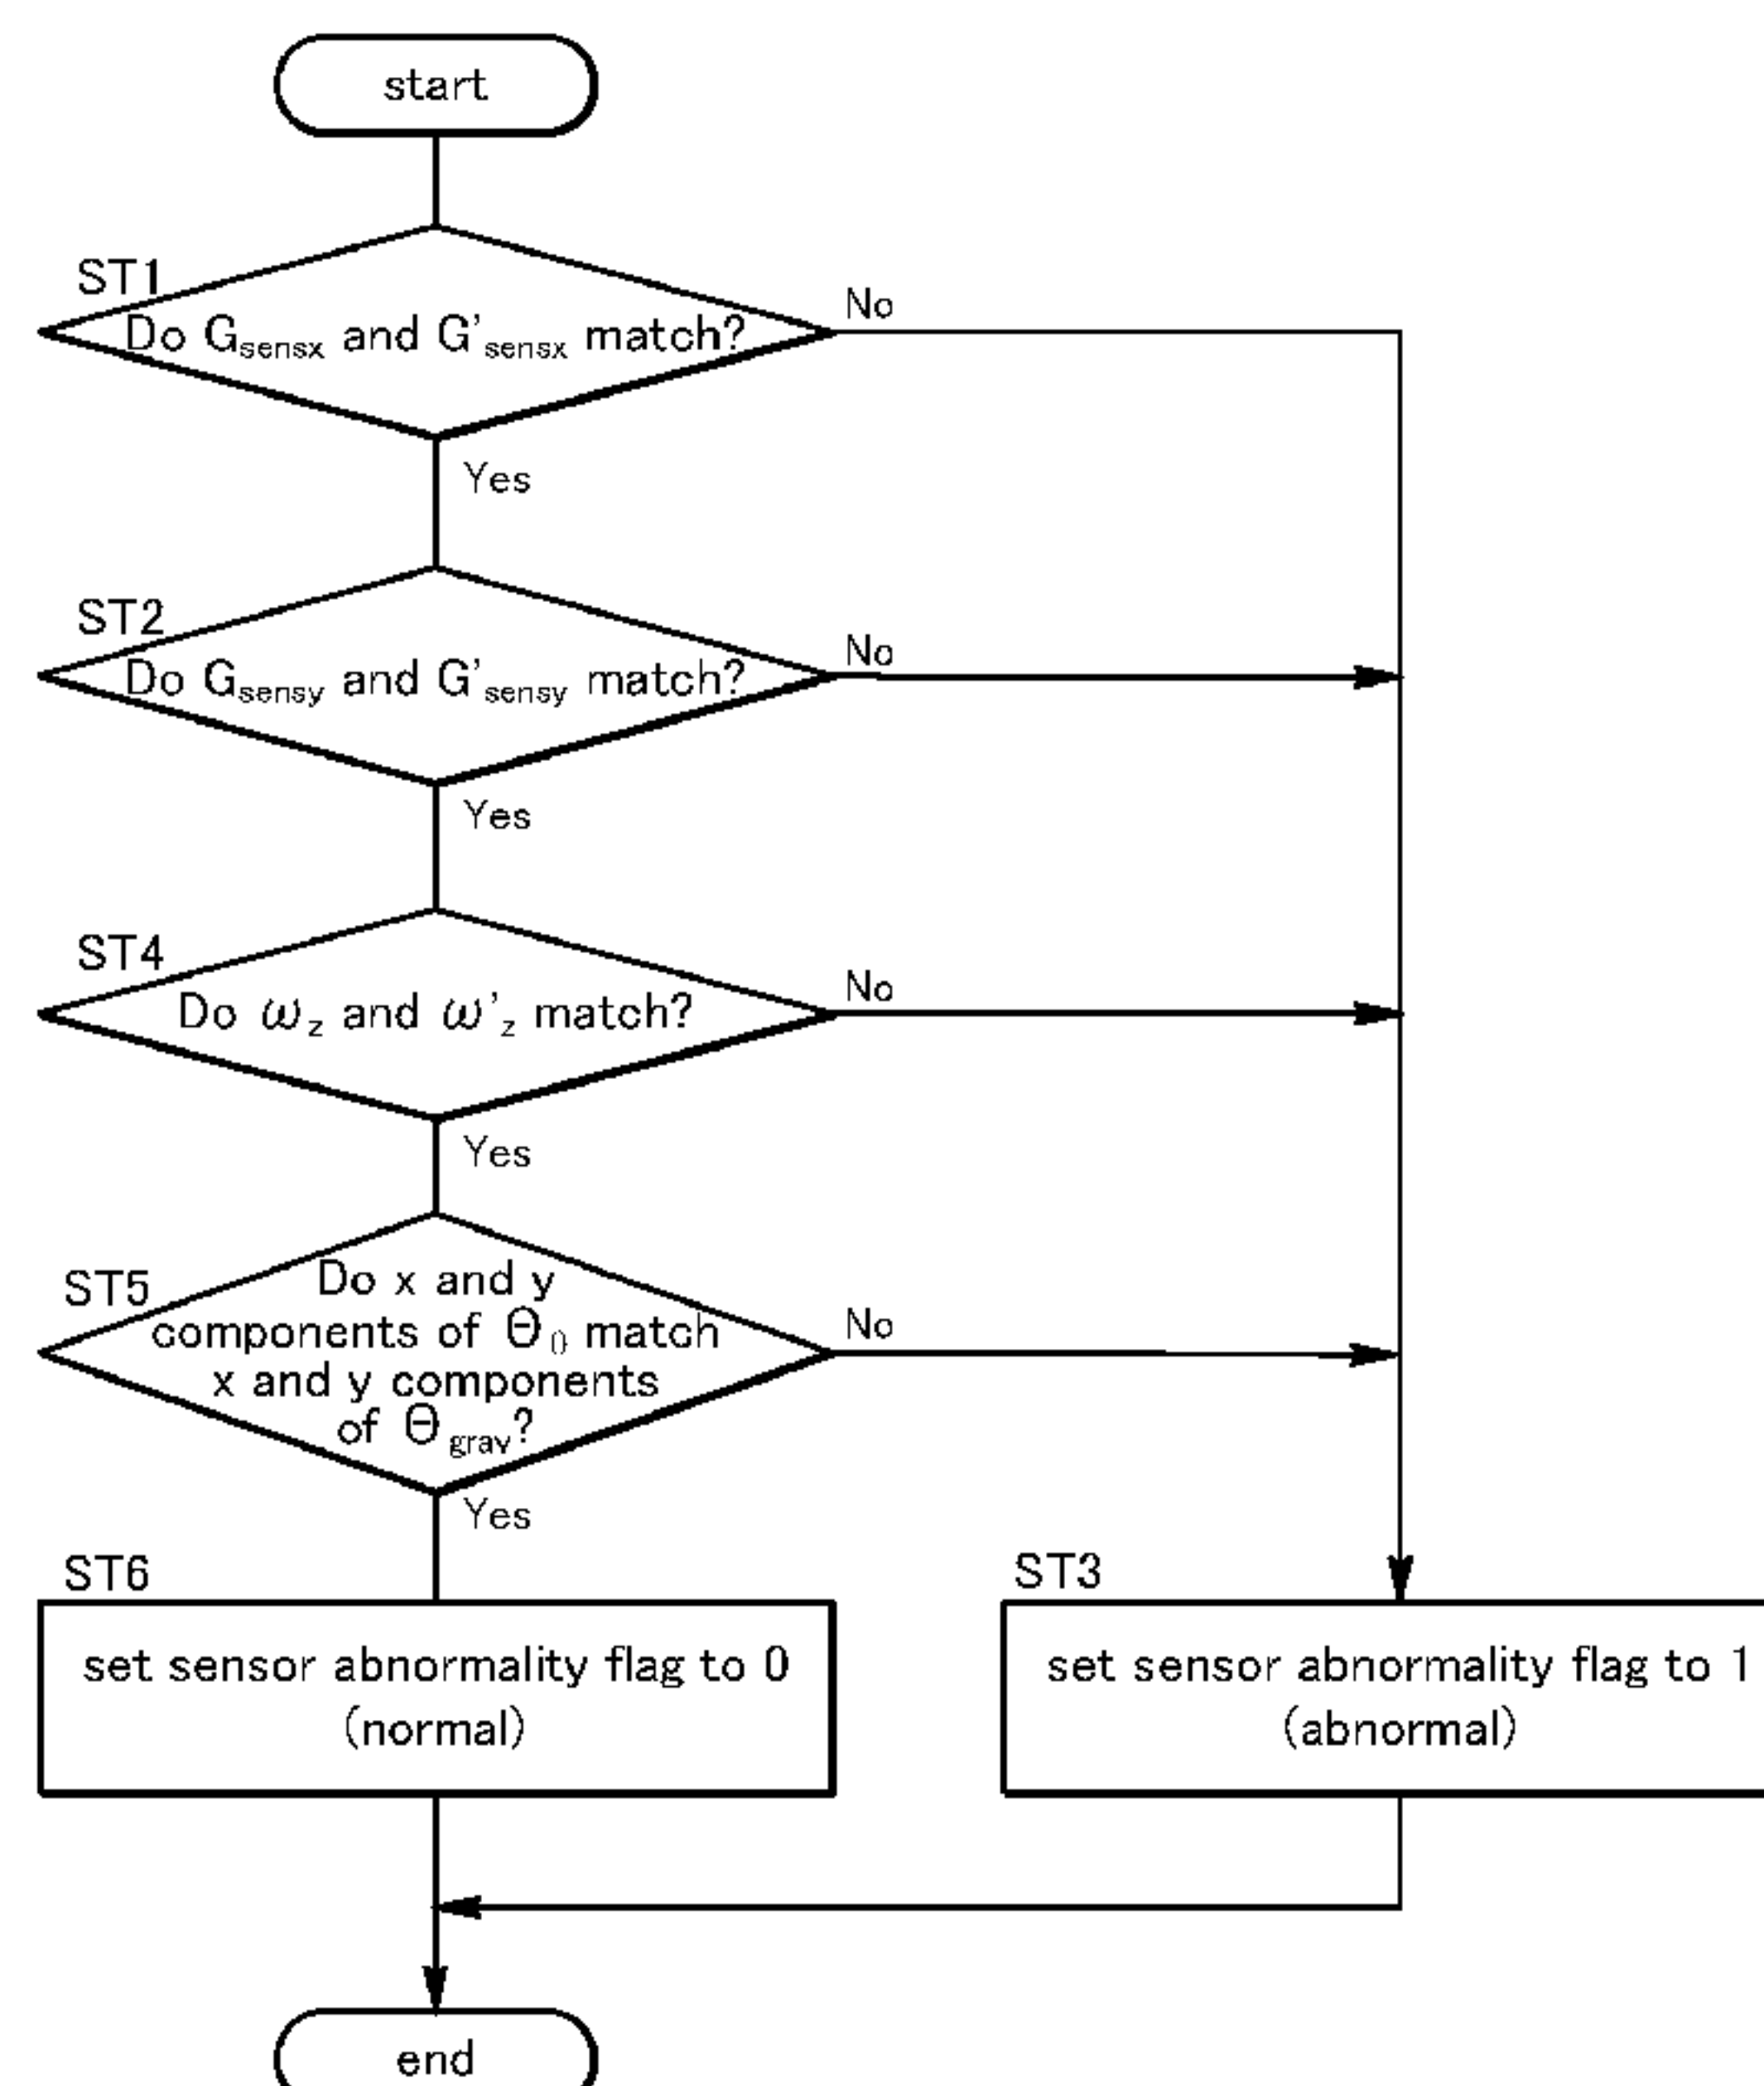 start
ST1
Do Gsensx and G'sensx match?
No
Yes
ST2
Do Gsensy and G'sensy match?
No
Yes
ST4
Do ωz and ω'z match?
No
Yes
ST5
Do x and y
components of Θ0 match
x and y components
of Θgrav?
No
Yes
ST6
set sensor abnormality flag to 0
(normal)
ST3
set sensor abnormality flag to 1
(abnormal)
end